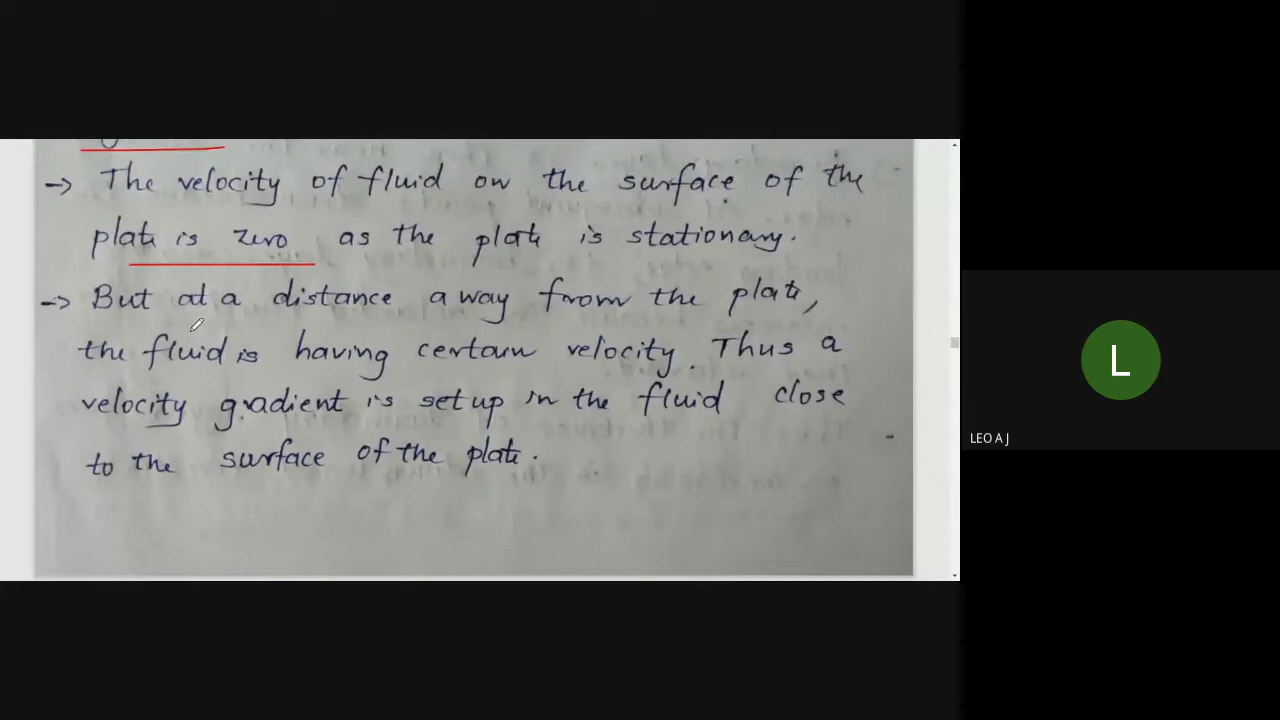 -> The velocity of fluid on the surface of the
plate is zero as the plate is stationary.
-> But at a distance away from the plate,
the fluid is having certain velocity. Thus a
velocity gradient is set up in the fluid close
to the surface of the plate.
L
LEO A J